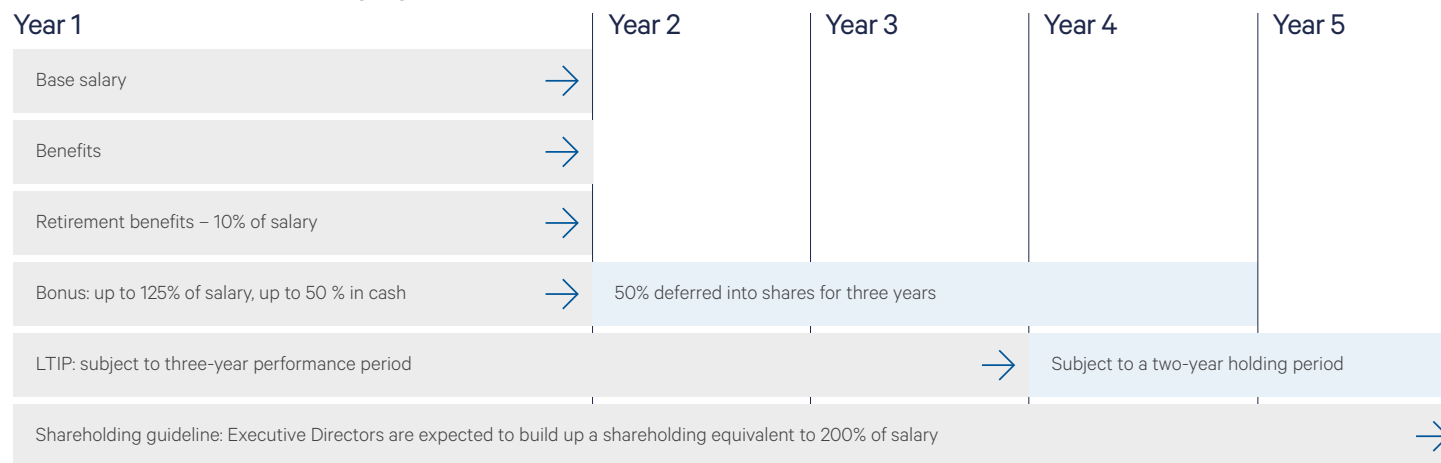 Year 1
Year 2
Year 3
Year 4
Year 5
Base salary
Benefits
Retirement benefits – 10% of salary
Bonus: up to 125% of salary, up to 50 % in cash
50% deferred into shares for three years
LTIP: subject to three-year performance period
Subject to a two-year holding period
Shareholding guideline: Executive Directors are expected to build up a shareholding equivalent to 200% of salary